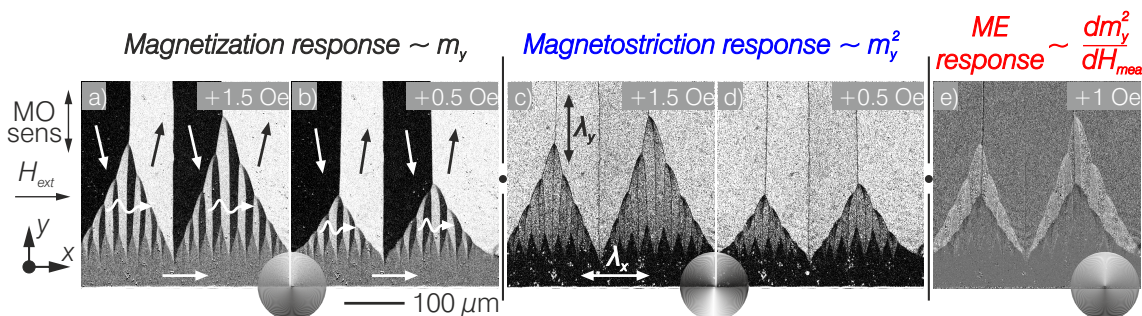 Magnetization response ~ m_y
Magnetostriction response ~ m_y^2
ME response ~ dm_y^2 / dH_mea
MO sens
H_ext
y
x
a) +1.5 Oe
b) +0.5 Oe
c) +1.5 Oe
d) +0.5 Oe
e) +1 Oe
λ_y
λ_x
100 µm